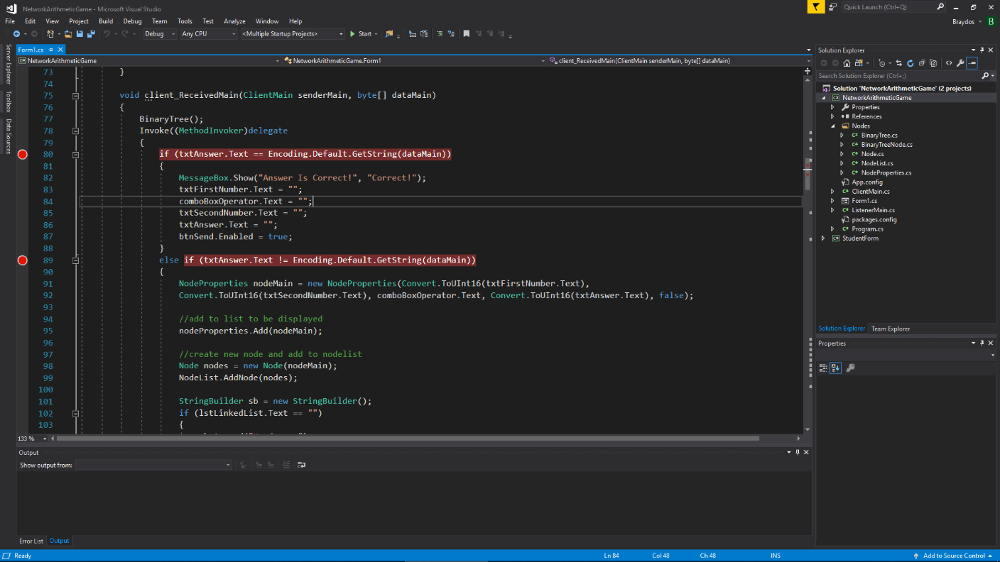 NetworkArithmeticGame - Microsoft Visual Studio
Quick Launch (Ctrl+Q)
File Edit View Project Build Debug Team Tools Test Analyze Window Help
Braydos B
Debug Any CPU <Multiple Startup Projects> Start
Server Explorer
Toolbox
Data Sources
Form1.cs
NetworkArithmeticGame NetworkArithmeticGame.Form1 client_ReceivedMain(ClientMain senderMain, byte[] dataMain)
73 }
74
75 void client_ReceivedMain(ClientMain senderMain, byte[] dataMain)
76 {
77 BinaryTree();
78 Invoke((MethodInvoker)delegate
79 {
80 if (txtAnswer.Text == Encoding.Default.GetString(dataMain))
81 {
82 MessageBox.Show("Answer Is Correct!", "Correct!");
83 txtFirstNumber.Text = "";
84 comboBoxOperator.Text = "";
85 txtSecondNumber.Text = "";
86 txtAnswer.Text = "";
87 btnSend.Enabled = true;
88 }
89 else if (txtAnswer.Text != Encoding.Default.GetString(dataMain))
90 {
91 NodeProperties nodeMain = new NodeProperties(Convert.ToUInt16(txtFirstNumber.Text),
92 Convert.ToUInt16(txtSecondNumber.Text), comboBoxOperator.Text, Convert.ToUInt16(txtAnswer.Text), false);
93
94 //add to list to be displayed
95 nodeProperties.Add(nodeMain);
96
97 //create new node and add to nodelist
98 Node nodes = new Node(nodeMain);
99 NodeList.AddNode(nodes);
100
101 StringBuilder sb = new StringBuilder();
102 if (lstLinkedList.Text == "")
103 {
133 %
Output
Show output from:
Error List Output
Solution Explorer
Search Solution Explorer (Ctrl+;)
Solution 'NetworkArithmeticGame' (2 projects)
NetworkArithmeticGame
Properties
References
Nodes
BinaryTree.cs
BinaryTreeNode.cs
Node.cs
NodeList.cs
NodeProperties.cs
App.config
ClientMain.cs
Form1.cs
ListenerMain.cs
packages.config
Program.cs
StudentForm
Solution Explorer Team Explorer
Properties
Ready Ln 84 Col 48 Ch 48 INS Add to Source Control